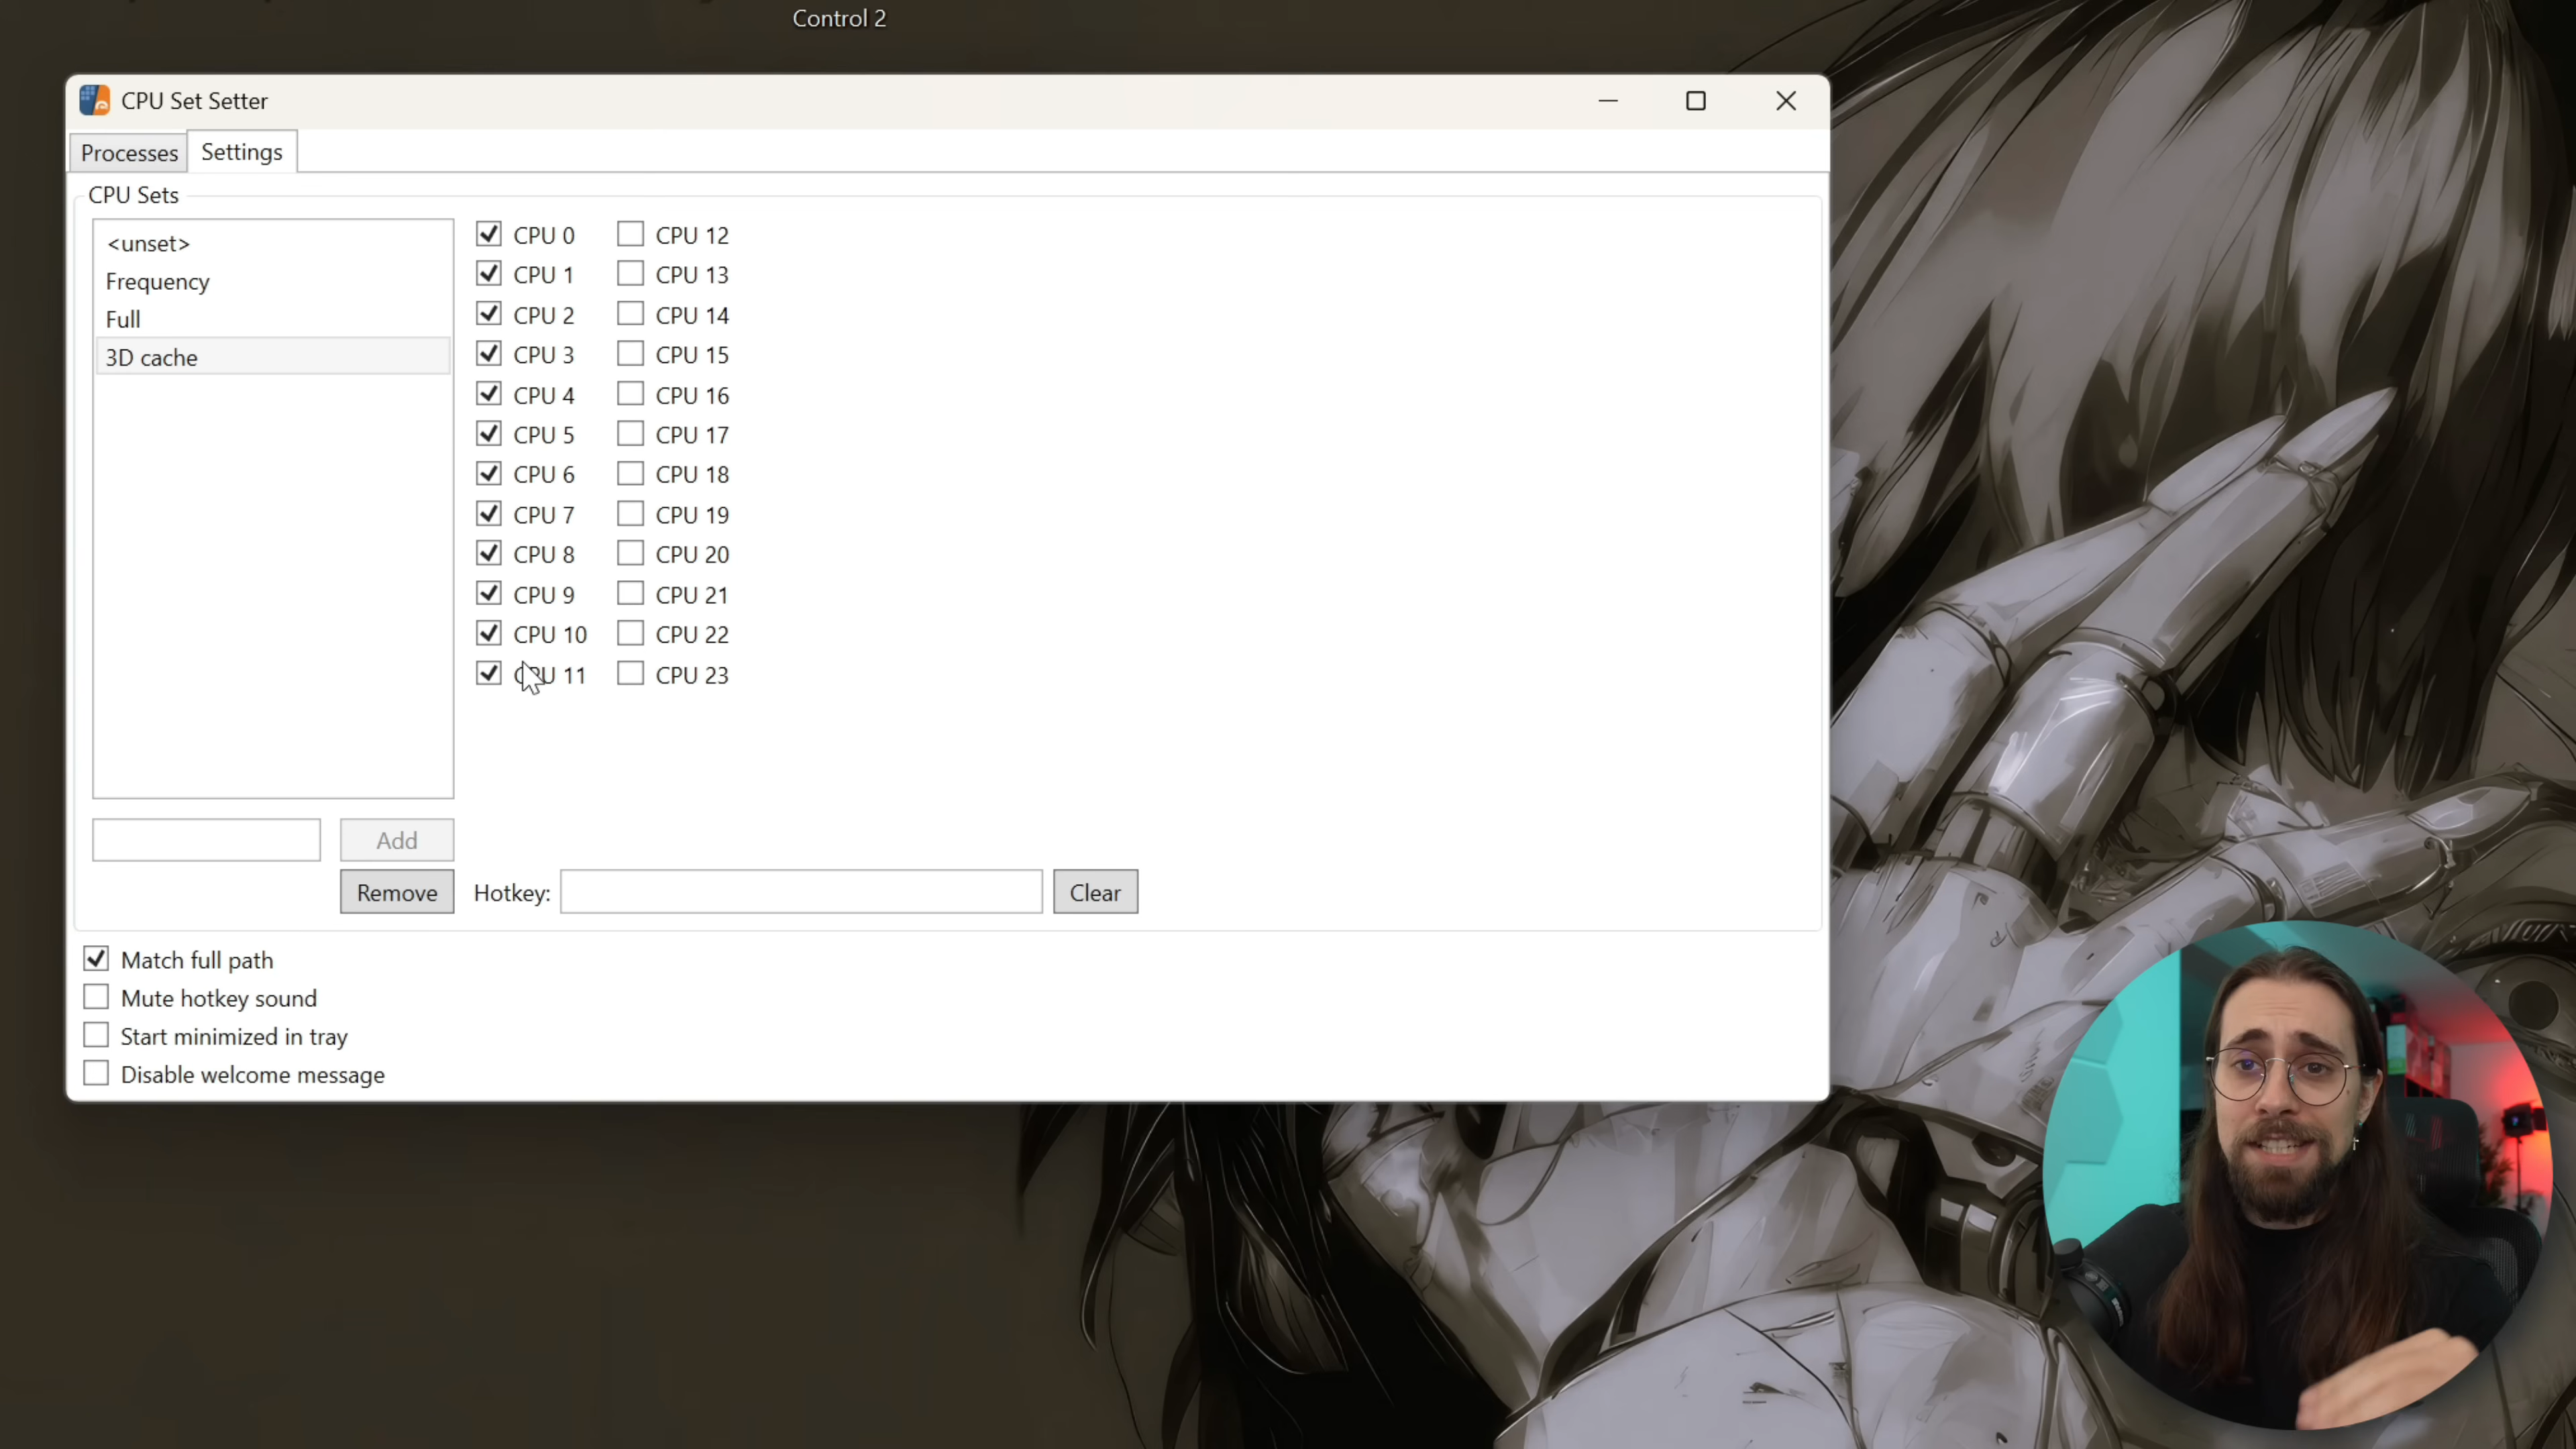 Control 2
CPU Set Setter
Processes Settings
CPU Sets
<unset>
Frequency
Full
3D cache
CPU 0 CPU 12
CPU 1 CPU 13
CPU 2 CPU 14
CPU 3 CPU 15
CPU 4 CPU 16
CPU 5 CPU 17
CPU 6 CPU 18
CPU 7 CPU 19
CPU 8 CPU 20
CPU 9 CPU 21
CPU 10 CPU 22
CPU 11 CPU 23
Add
Remove Hotkey: Clear
Match full path
Mute hotkey sound
Start minimized in tray
Disable welcome message